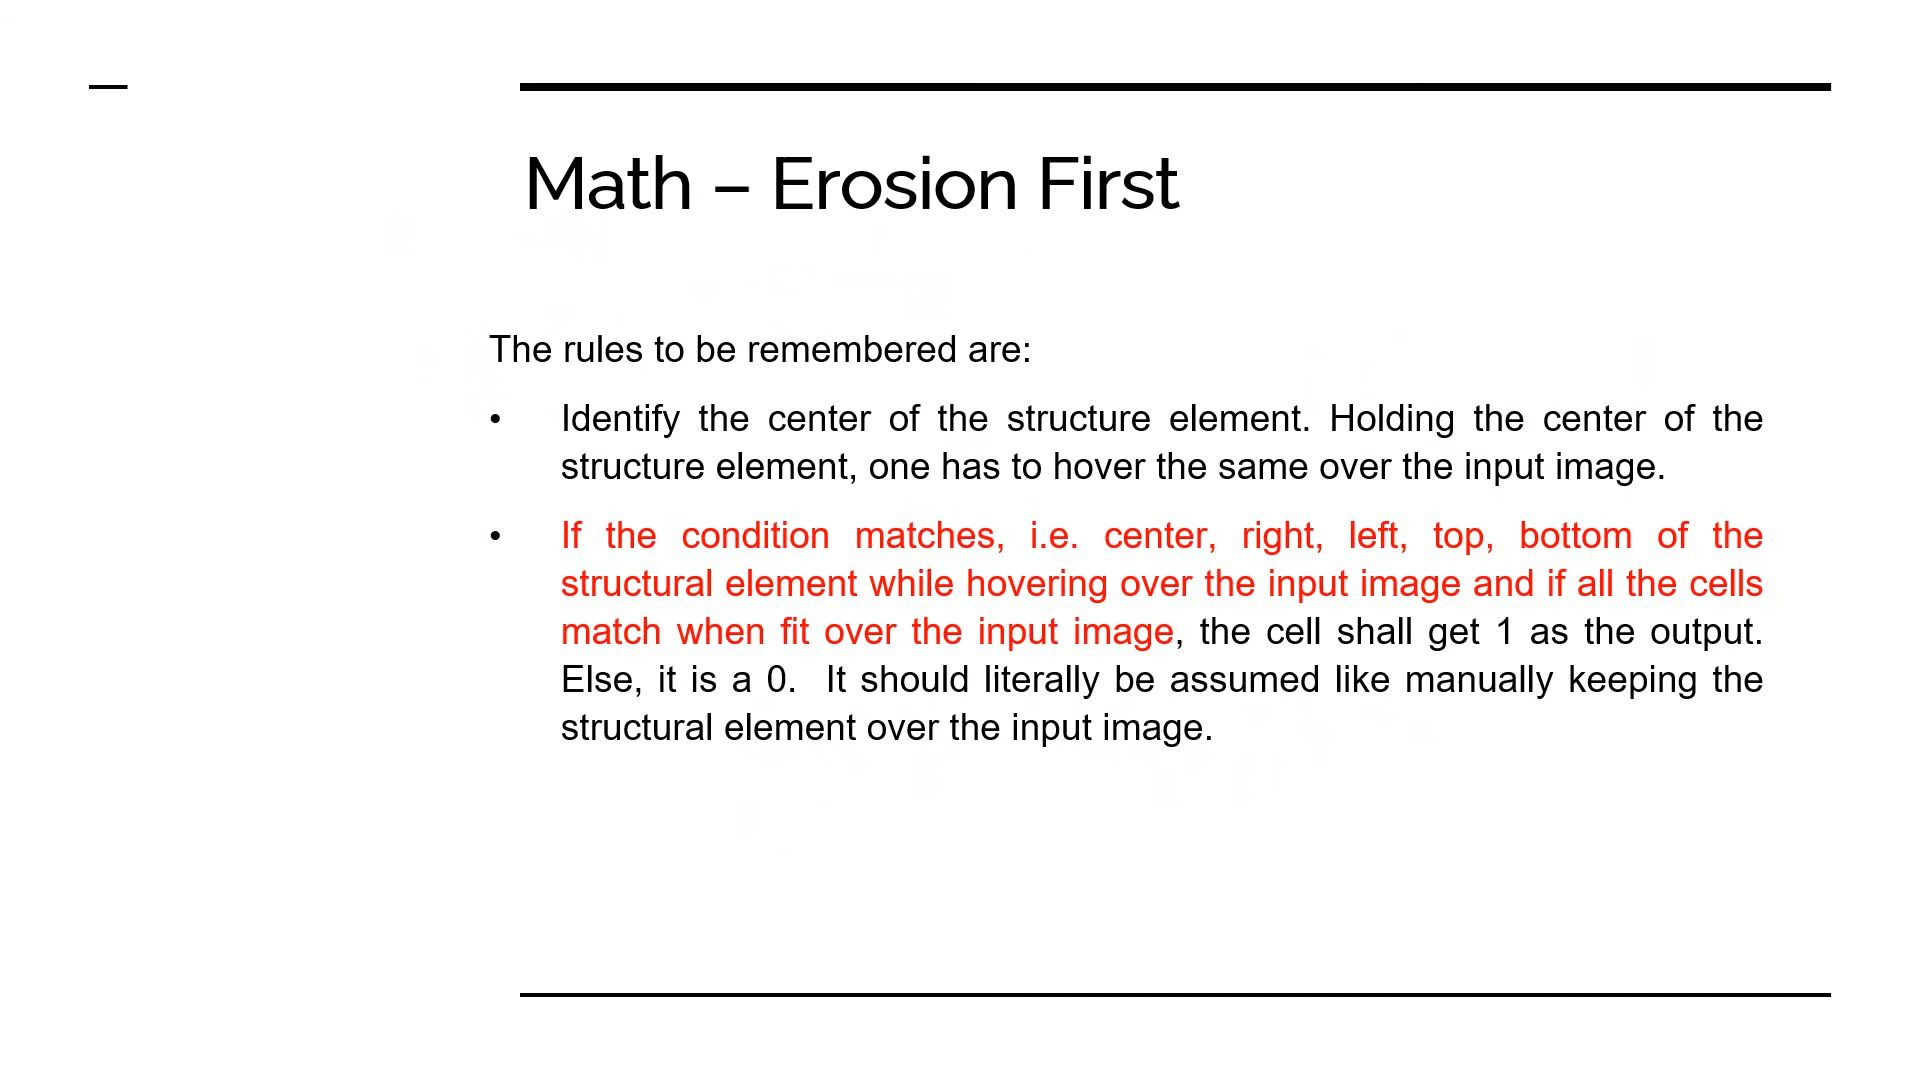 Math – Erosion First
The rules to be remembered are:
• Identify the center of the structure element. Holding the center of the
structure element, one has to hover the same over the input image.
• If the condition matches, i.e. center, right, left, top, bottom of the
structural element while hovering over the input image and if all the cells
match when fit over the input image, the cell shall get 1 as the output.
Else, it is a 0.  It should literally be assumed like manually keeping the
structural element over the input image.